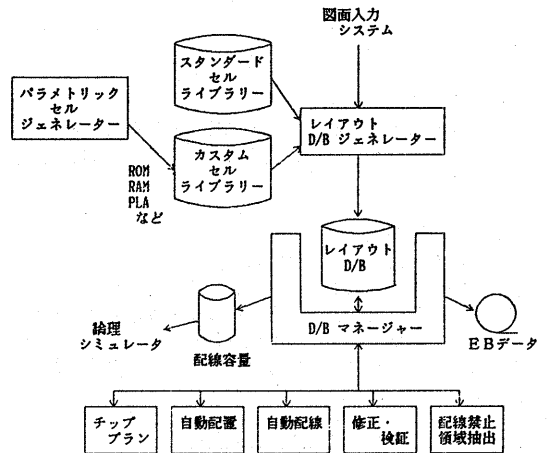 図面入力
システム
スタンダード
セル
ライブラリー
パラメトリック
セル
ジェネレーター
レイアウト
D/B ジェネレーター
カスタム
セル
ライブラリー
ROM
RAM
PLA
など
レイアウト
D/B
D/B マネージャー
論理
シミュレータ
配線容量
EBデータ
チップ
プラン
自動配置
自動配線
修正・
検証
配線禁止
領域抽出